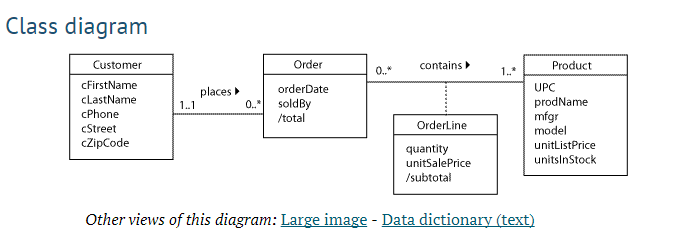 Class diagram
Customer
cFirstName
cLastName
cPhone
cStreet
cZipCode
places
1..1
0..*
Order
orderDate
soldBy
/total
0..*
contains
1..*
OrderLine
quantity
unitSalePrice
/subtotal
Product
UPC
prodName
mfgr
model
unitListPrice
unitsInStock
Other views of this diagram: Large image - Data dictionary (text)